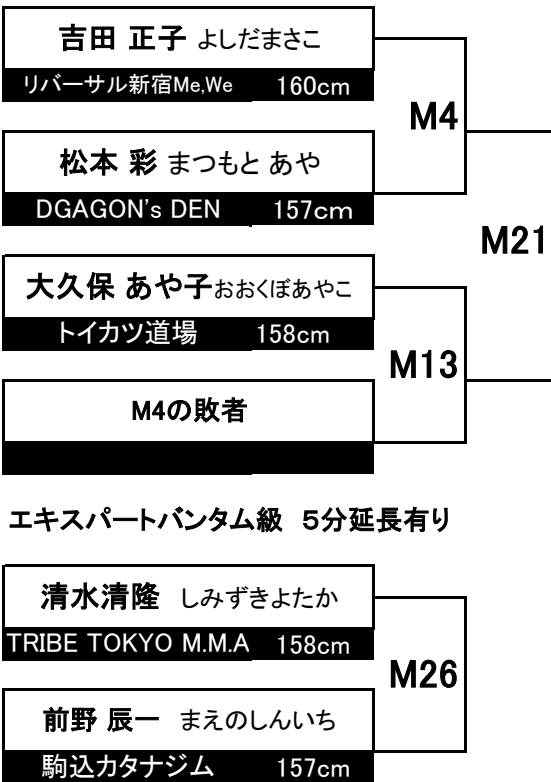 吉田 正子 よしだまさこ
リバーサル新宿Me,We 160cm
M4
松本 彩 まつもと あや
DGAGON's DEN 157cm
M21
大久保 あや子おおくぼあやこ
トイカツ道場 158cm
M13
M4の敗者
エキスパートバンタム級 5分延長有り
清水清隆 しみずきよたか
TRIBE TOKYO M.M.A 158cm
M26
前野 辰一 まえのしんいち
駒込カタナジム 157cm